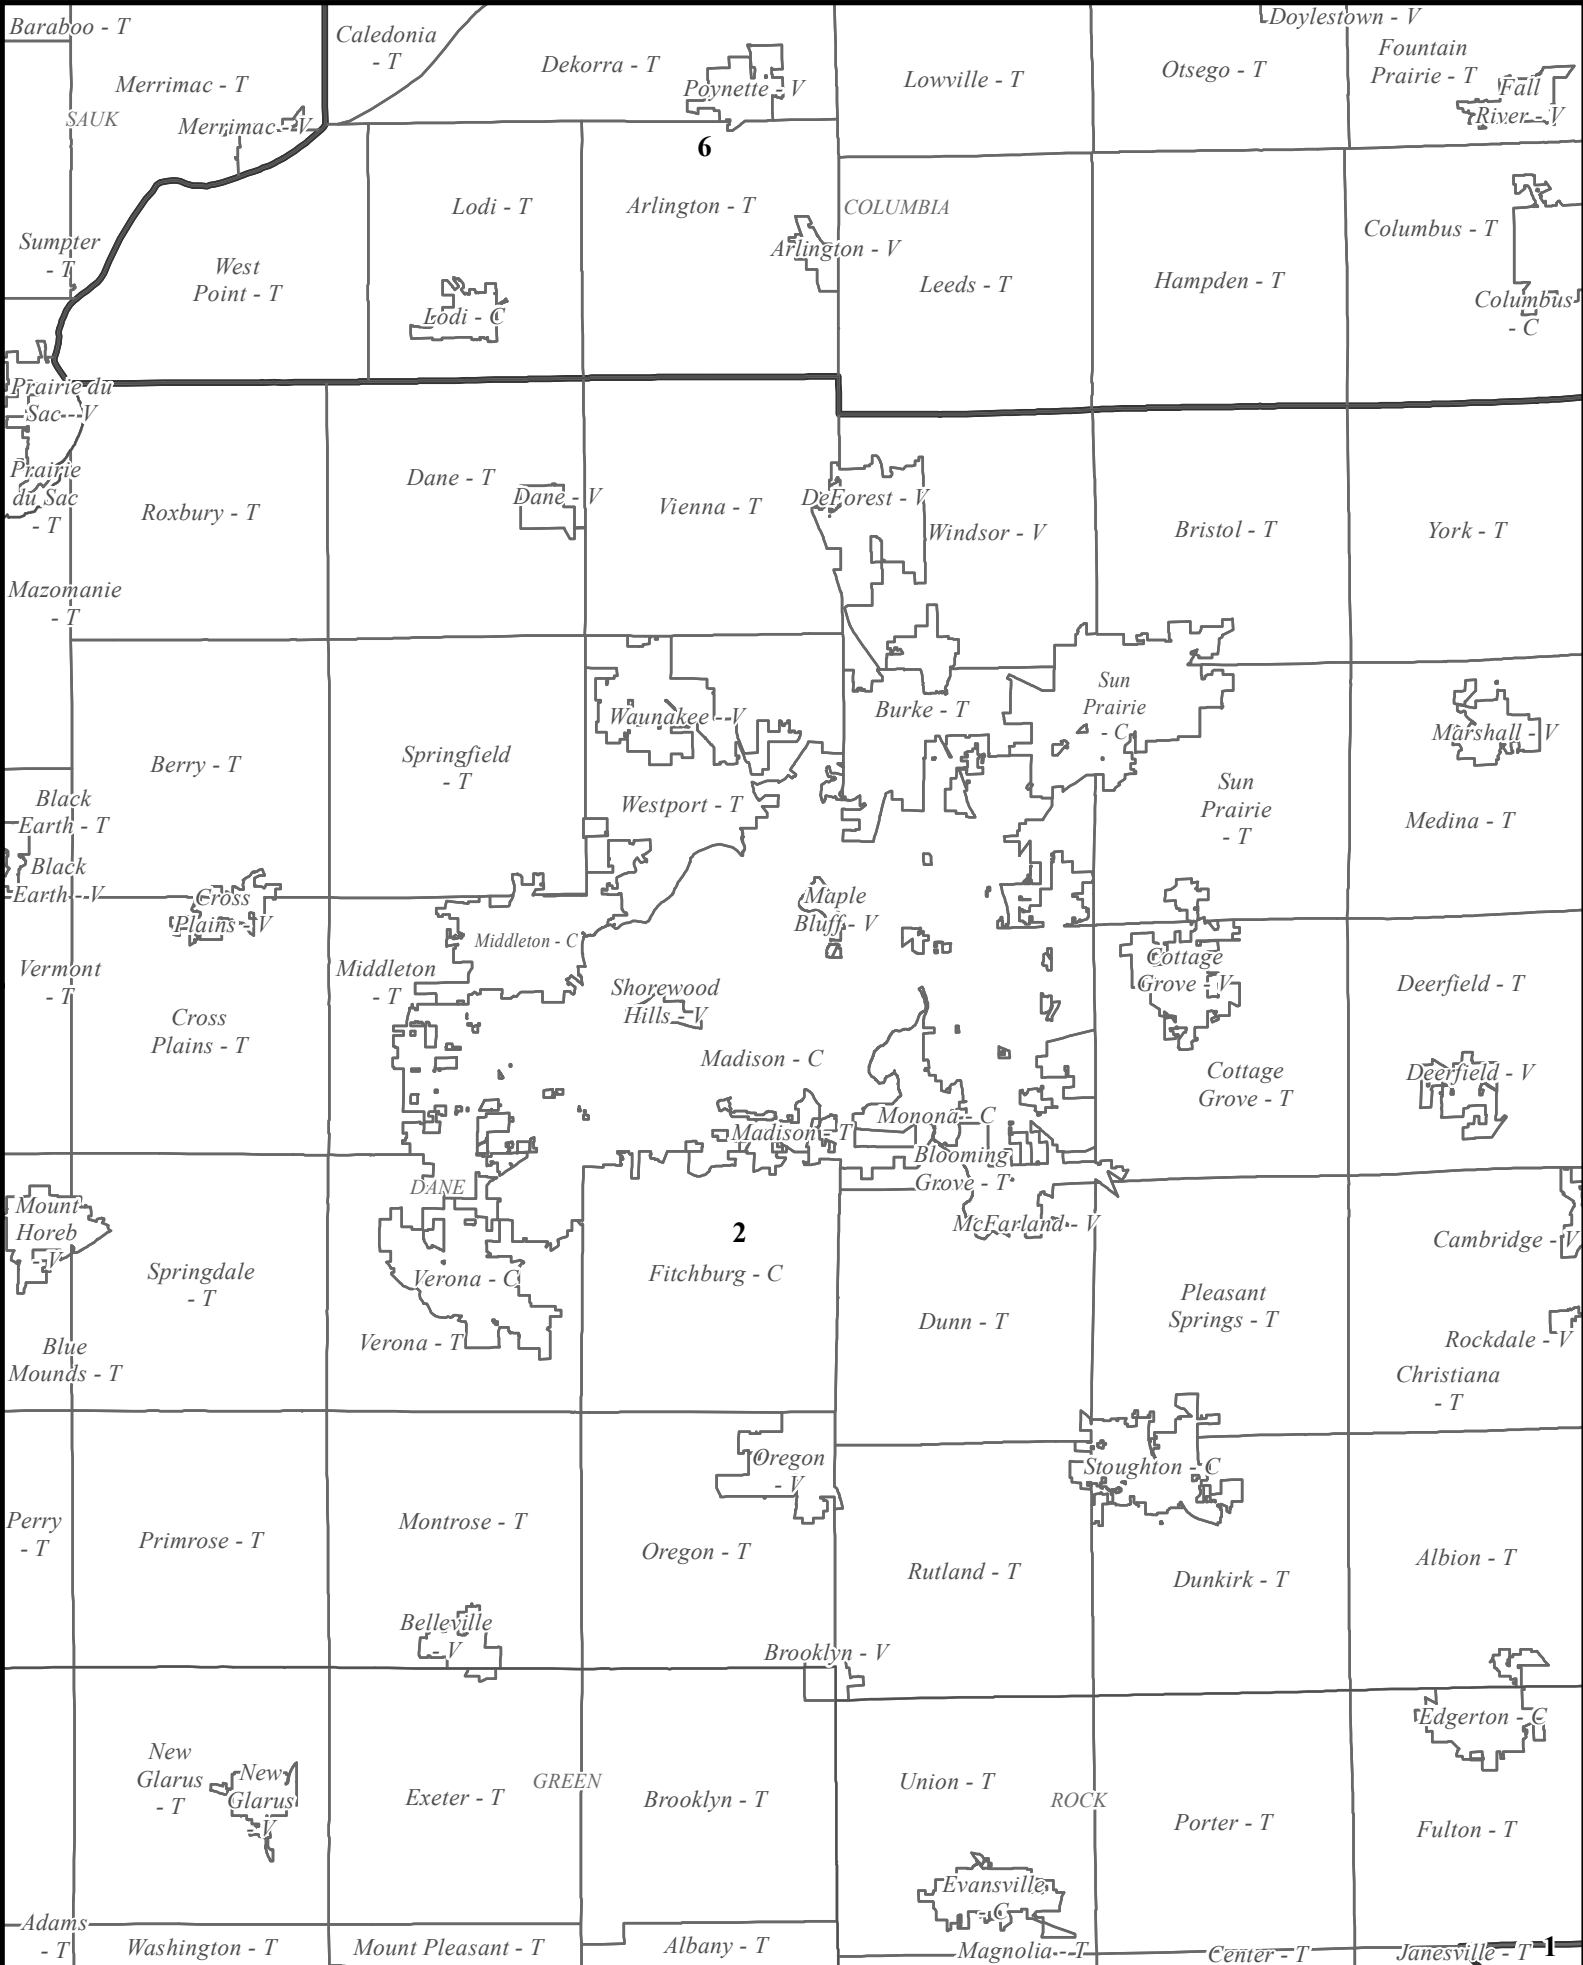 Baraboo - T
Caledonia
- T
Doylestown - V
Dekorra - T
Fountain
Prairie - T
Merrimac - T
Poynette - V
Lowville - T
Otsego - T
Fall
River - V
SAUK
Merrimac - V
6
Lodi - T
Arlington - T
COLUMBIA
Columbus - T
Sumpter
- T
West
Point - T
Arlington - V
Leeds - T
Hampden - T
Lodi - C
Columbus
- C
Prairie du
Sac - V
Prairie
du Sac
- T
Roxbury - T
Dane - T
Dane - V
Vienna - T
DeForest - V
Windsor - V
Bristol - T
York - T
Mazomanie
- T
Sun
Prairie
- C
Waunakee - V
Burke - T
Marshall - V
Berry - T
Springfield
- T
Black
Earth - T
Westport - T
Sun
Prairie
- T
Medina - T
Black
Earth - V
Cross
Plains - V
Maple
Bluff - V
Middleton - C
Vermont
- T
Middleton
- T
Cottage
Grove - V
Deerfield - T
Shorewood
Hills - V
Cross
Plains - T
Madison - C
Cottage
Grove - T
Deerfield - V
Monona - C
Madison - T
Blooming
Grove - T
DANE
Mount
Horeb
- V
2
McFarland - V
Cambridge - V
Springdale
- T
Verona - C
Fitchburg - C
Pleasant
Springs - T
Dunn - T
Verona - T
Rockdale - V
Blue
Mounds - T
Christiana
- T
Oregon
- V
Stoughton - C
Perry
- T
Primrose - T
Montrose - T
Oregon - T
Rutland - T
Dunkirk - T
Albion - T
Belleville
- V
Brooklyn - V
Edgerton - C
New
Glarus
- T
New
Glarus
- V
Exeter - T
GREEN
Brooklyn - T
Union - T
ROCK
Porter - T
Fulton - T
Evansville
- C
Adams
- T
Washington - T
Mount Pleasant - T
Albany - T
Magnolia - T
Center - T
Janesville - T
1